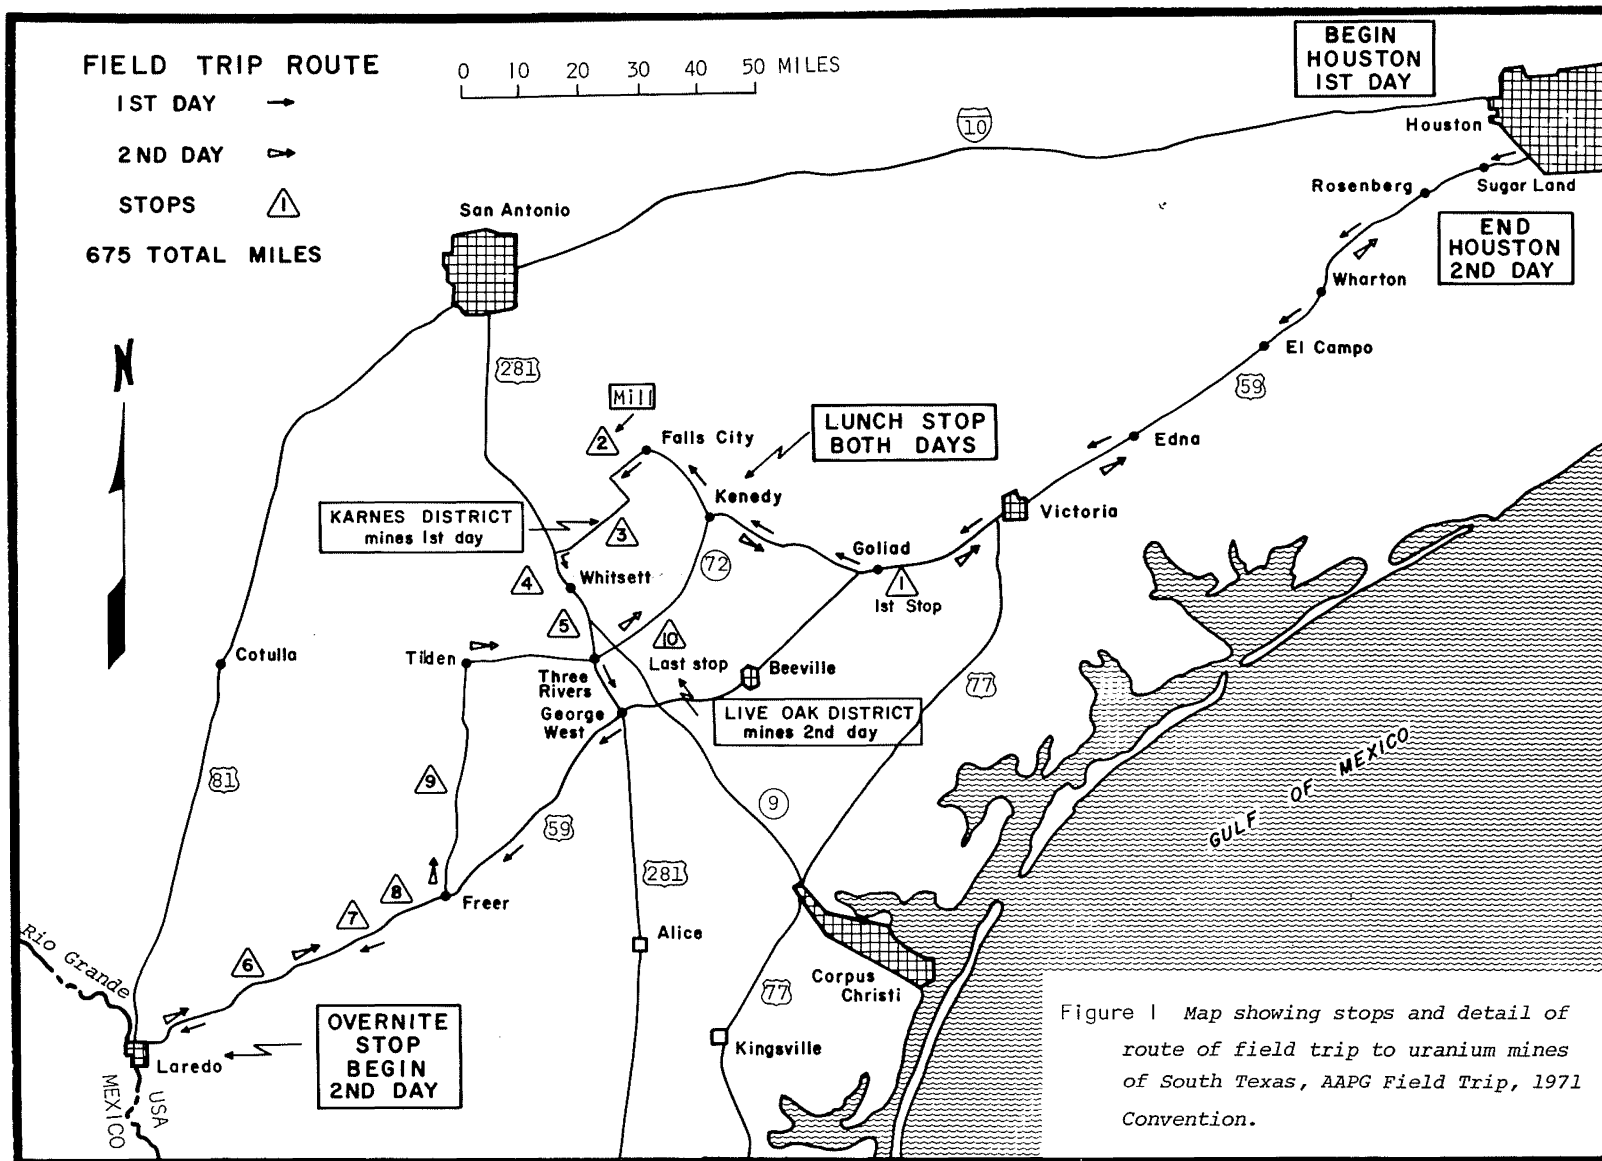 FIELD TRIP ROUTE
1ST DAY
2ND DAY
STOPS 1
675 TOTAL MILES
0 10 20 30 40 50 MILES
BEGIN
HOUSTON
1ST DAY
10
Houston
Sugar Land
Rosenberg
END
HOUSTON
2ND DAY
San Antonio
Wharton
El Campo
N
281
59
Mill
2
Falls City
LUNCH STOP
BOTH DAYS
Edna
Kenedy
Victoria
KARNES DISTRICT
mines 1st day
3
Goliad
72
4
Whitsett
1
1st Stop
5
10
Last stop
Cotulla
Tilden
Three
Rivers
Beeville
77
George
West
LIVE OAK DISTRICT
mines 2nd day
81
9
9
59
GULF OF MEXICO
281
8
Freer
7
Alice
Rio Grande
6
Corpus
Christi
77
OVERNITE
STOP
BEGIN
2ND DAY
Laredo
Kingsville
MEXICO
USA
Figure 1 Map showing stops and detail of
route of field trip to uranium mines
of South Texas, AAPG Field Trip, 1971
Convention.